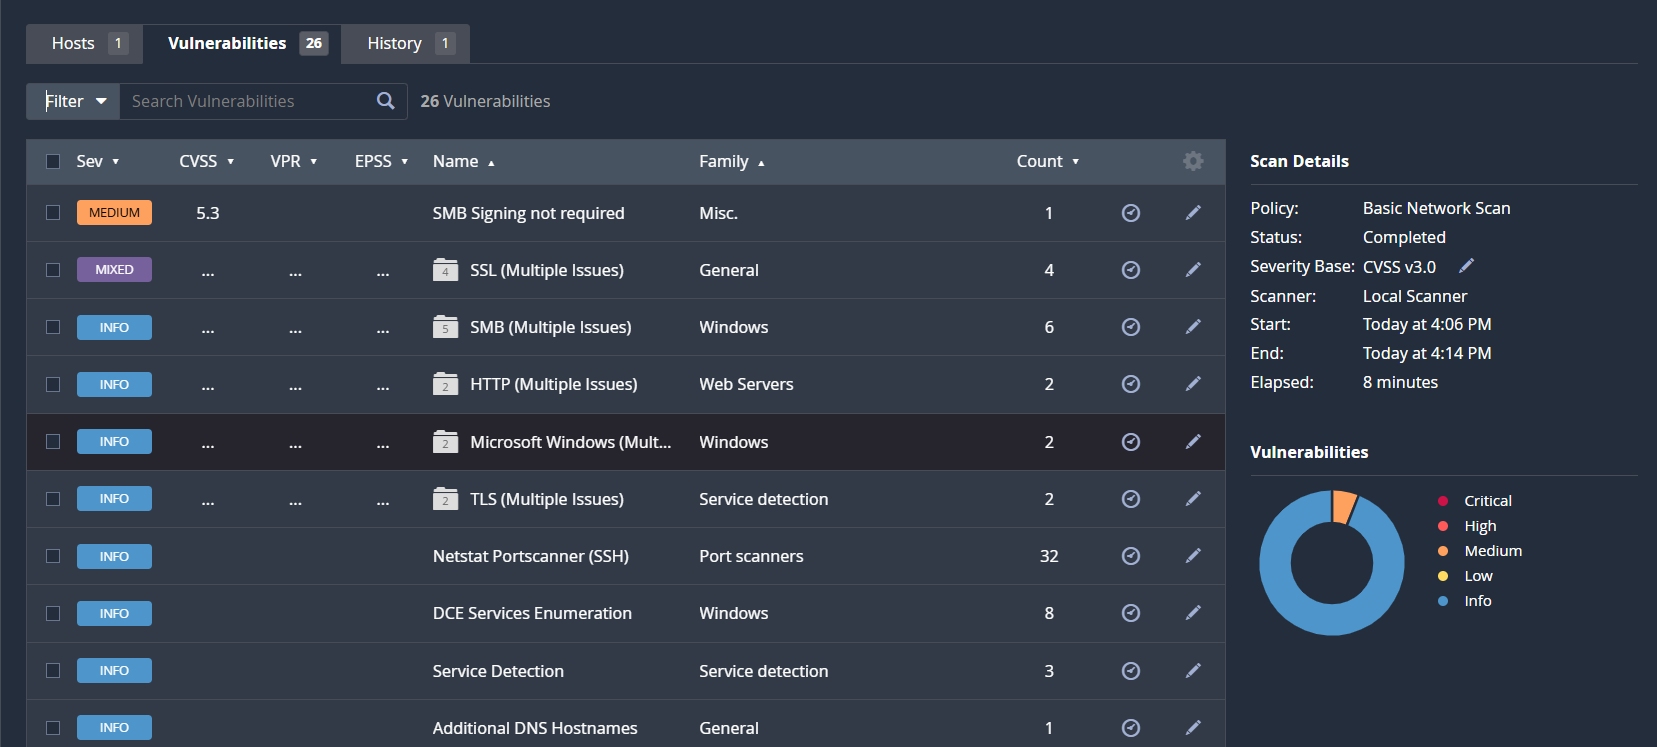 Hosts 1 Vulnerabilities 26 History 1
Filter Search Vulnerabilities 26 Vulnerabilities
Sev CVSS VPR EPSS Name Family Count
MEDIUM 5.3 SMB Signing not required Misc. 1
MIXED ... ... ... 4 SSL (Multiple Issues) General 4
INFO ... ... ... 5 SMB (Multiple Issues) Windows 6
INFO ... ... ... 2 HTTP (Multiple Issues) Web Servers 2
INFO ... ... ... 2 Microsoft Windows (Mult... Windows 2
INFO ... ... ... 2 TLS (Multiple Issues) Service detection 2
INFO Netstat Portscanner (SSH) Port scanners 32
INFO DCE Services Enumeration Windows 8
INFO Service Detection Service detection 3
INFO Additional DNS Hostnames General 1
Scan Details
Policy: Basic Network Scan
Status: Completed
Severity Base: CVSS v3.0
Scanner: Local Scanner
Start: Today at 4:06 PM
End: Today at 4:14 PM
Elapsed: 8 minutes
Vulnerabilities
Critical
High
Medium
Low
Info